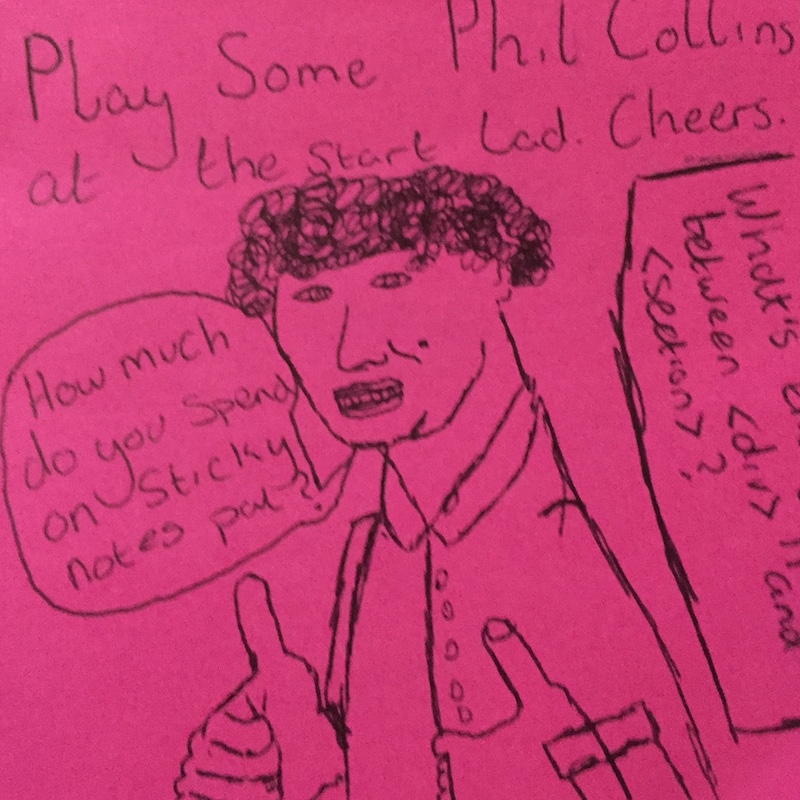 Play Some Phil Collins
at the Start Lad. Cheers.
How much
do you Spend
on Sticky
notes pal?
What's
between <div> and
<section>?